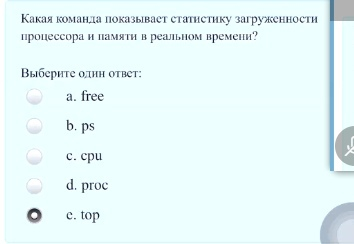 Какая команда показывает статистику загруженности
процессора и памяти в реальном времени?
Выберите один ответ:
a. free
b. ps
c. cpu
d. proc
e. top